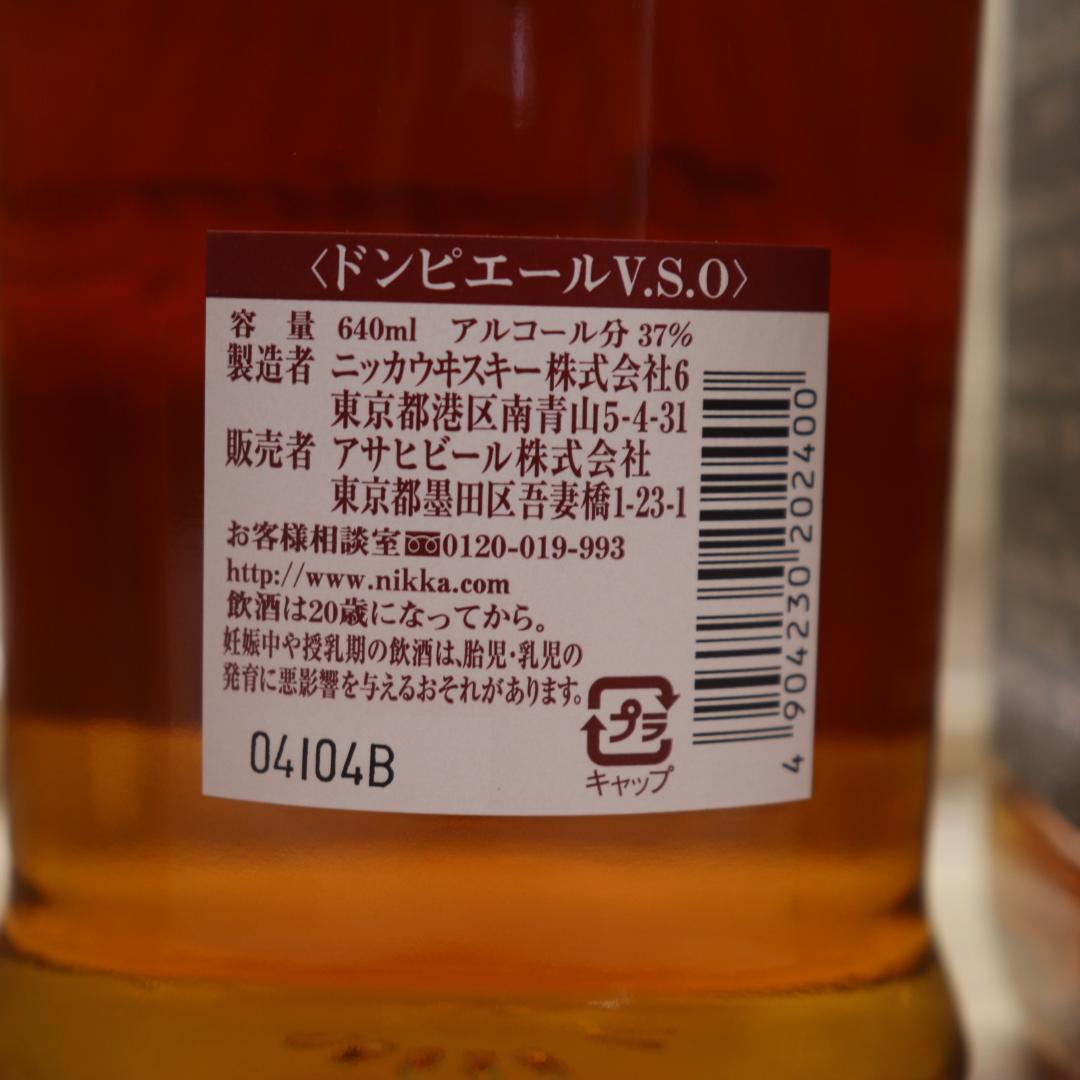 〈ドンピエールV.S.O〉
容量 640ml アルコール分 37%
製造者 ニッカウヰスキー株式会社6
東京都港区南青山5-4-31
販売者 アサヒビール株式会社
東京都墨田区吾妻橋1-23-1
お客様相談室 0120-019-993
http://www.nikka.com
飲酒は20歳になってから。
妊娠中や授乳期の飲酒は、胎児・乳児の
発育に悪影響を与えるおそれがあります。
プラ
キャップ
04I04B
4 904230 202400